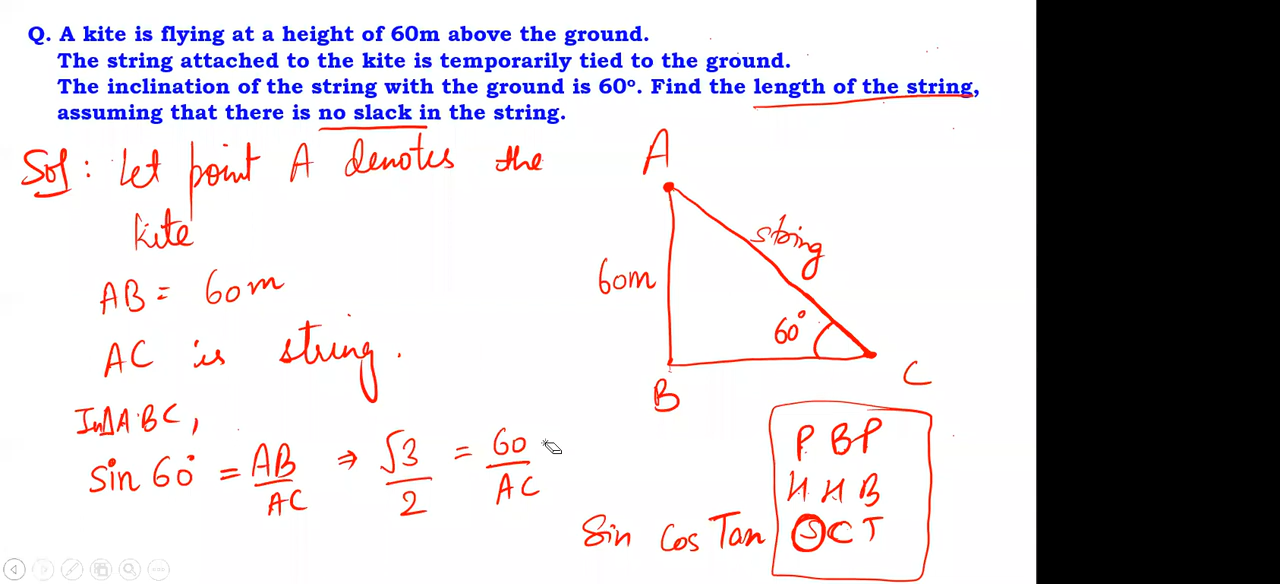 Q. A kite is flying at a height of 60m above the ground.
The string attached to the kite is temporarily tied to the ground.
The inclination of the string with the ground is 60°. Find the length of the string,
assuming that there is no slack in the string.
Sol: Let point A denotes the
kite
AB = 60m
AC is string.
In ΔABC,
sin 60° = AB/AC ⇒ √3/2 = 60/AC
A
string
60m
60°
B
C
P B P
H H B
Sin Cos Tan S C T